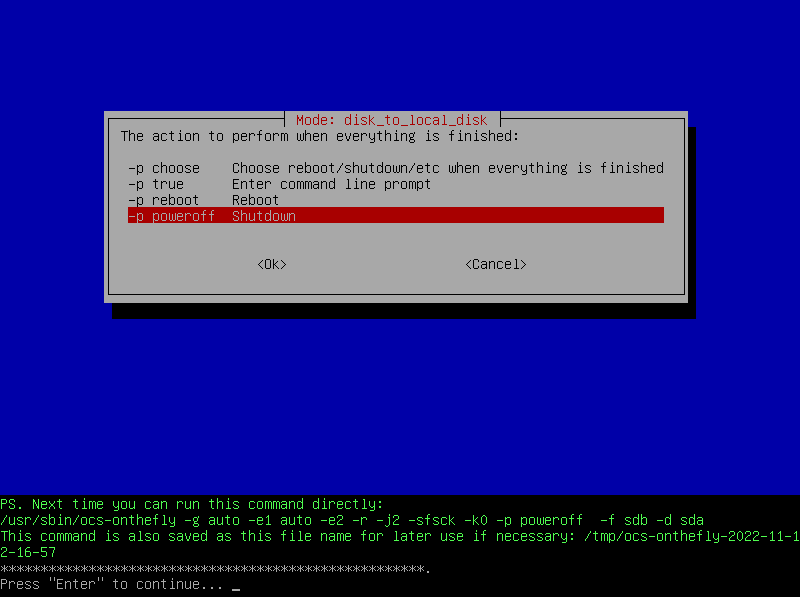 Mode: disk_to_local_disk
The action to perform when everything is finished:
-p choose Choose reboot/shutdown/etc when everything is finished
-p true Enter command line prompt
-p reboot Reboot
-p poweroff Shutdown
<Ok> <Cancel>
PS. Next time you can run this command directly:
/usr/sbin/ocs-onthefly -g auto -e1 auto -e2 -r -j2 -sfsck -k0 -p poweroff  -f sdb -d sda
This command is also saved as this file name for later use if necessary: /tmp/ocs-onthefly-2022-11-1
2-16-57
*****************************************************.
Press "Enter" to continue... _